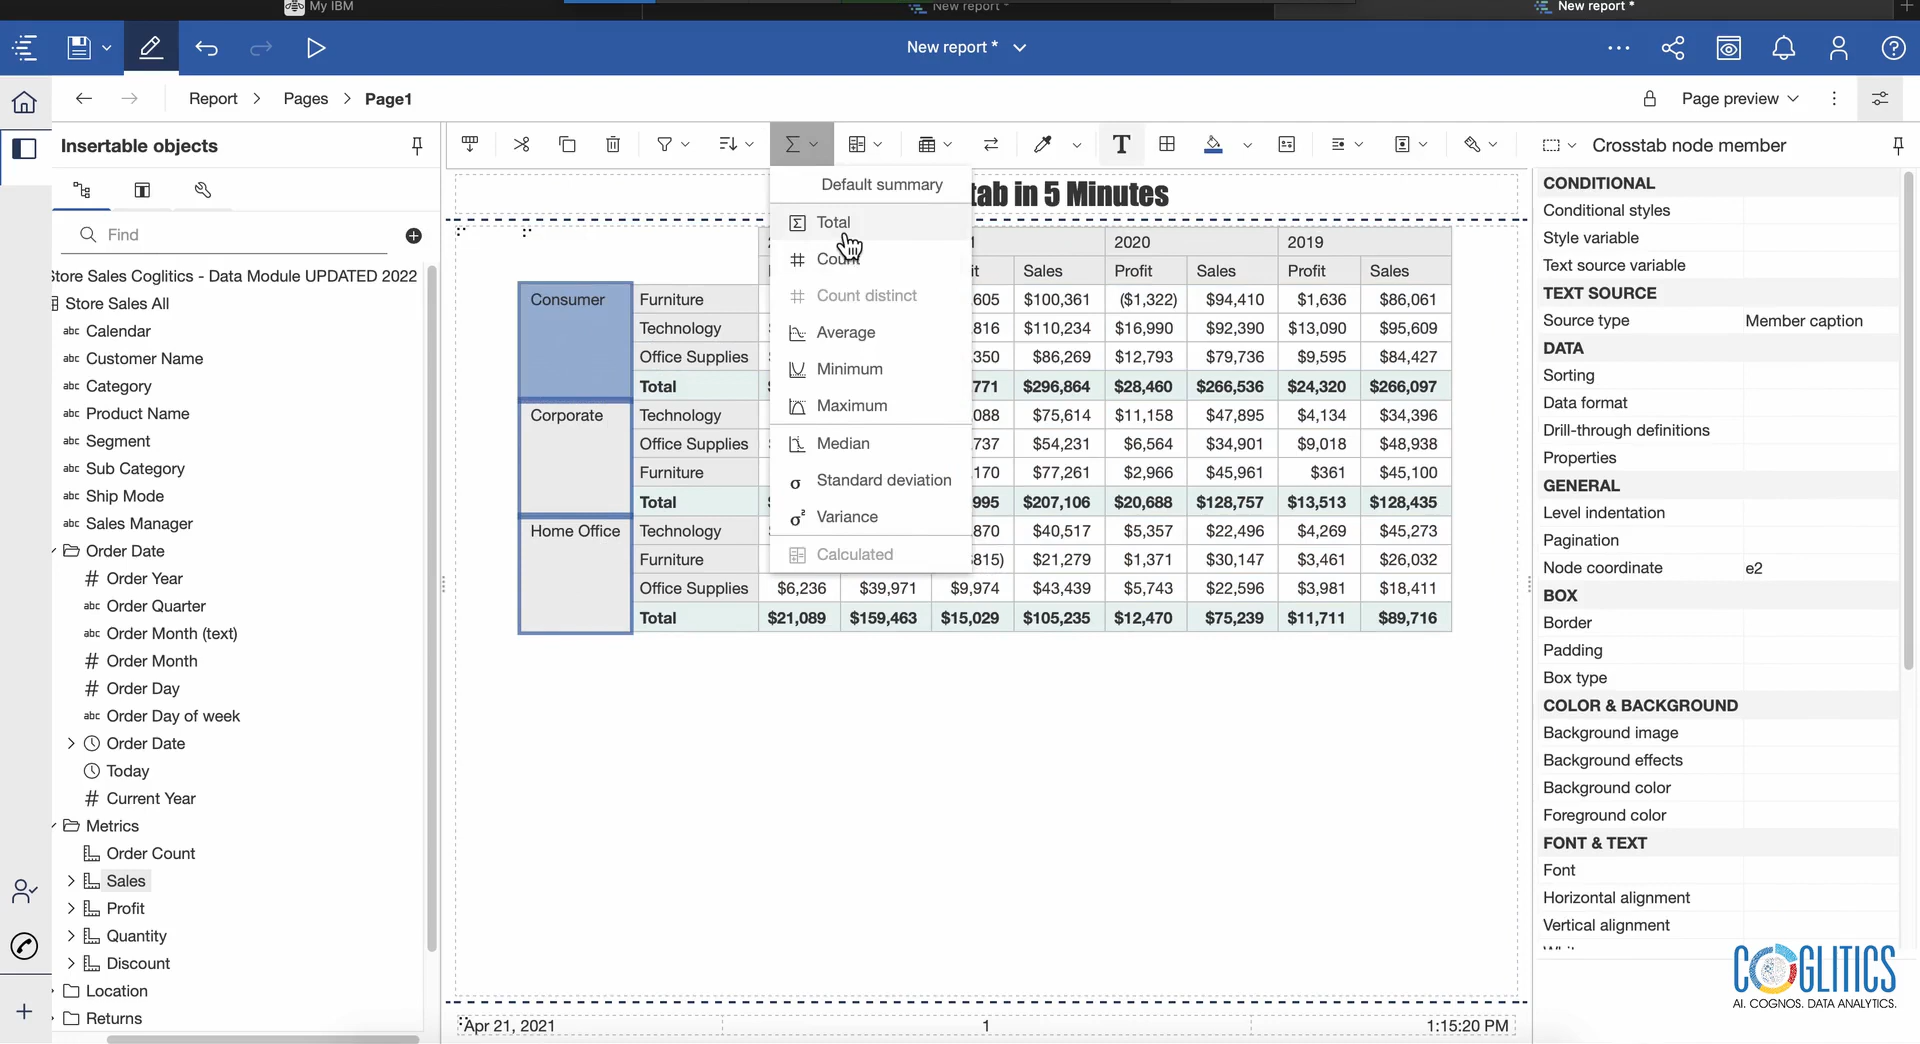 My IBM
New report *
New report *
New report *
Report > Pages > Page1
Page preview
Insertable objects
Crosstab node member
Find
Store Sales Coglitics - Data Module UPDATED 2022
Store Sales All
abc Calendar
abc Customer Name
abc Category
abc Product Name
abc Segment
abc Sub Category
abc Ship Mode
abc Sales Manager
Order Date
# Order Year
abc Order Quarter
abc Order Month (text)
# Order Month
# Order Day
abc Order Day of week
Order Date
Today
# Current Year
Metrics
Order Count
Sales
Profit
Quantity
Discount
Location
Returns
tab in 5 Minutes
Default summary
Total
Count
Count distinct
Average
Minimum
Maximum
Median
σ Standard deviation
σ² Variance
Calculated
1 2020 2019
it Sales Profit Sales Profit Sales
Consumer Furniture 605 $100,361 ($1,322) $94,410 $1,636 $86,061
Technology 816 $110,234 $16,990 $92,390 $13,090 $95,609
Office Supplies 350 $86,269 $12,793 $79,736 $9,595 $84,427
Total 771 $296,864 $28,460 $266,536 $24,320 $266,097
Corporate Technology 088 $75,614 $11,158 $47,895 $4,134 $34,396
Office Supplies 737 $54,231 $6,564 $34,901 $9,018 $48,938
Furniture 170 $77,261 $2,966 $45,961 $361 $45,100
Total 995 $207,106 $20,688 $128,757 $13,513 $128,435
Home Office Technology 870 $40,517 $5,357 $22,496 $4,269 $45,273
Furniture 815) $21,279 $1,371 $30,147 $3,461 $26,032
Office Supplies $6,236 $39,971 $9,974 $43,439 $5,743 $22,596 $3,981 $18,411
Total $21,089 $159,463 $15,029 $105,235 $12,470 $75,239 $11,711 $89,716
Apr 21, 2021 1 1:15:20 PM
CONDITIONAL
Conditional styles
Style variable
Text source variable
TEXT SOURCE
Source type Member caption
DATA
Sorting
Data format
Drill-through definitions
Properties
GENERAL
Level indentation
Pagination
Node coordinate e2
BOX
Border
Padding
Box type
COLOR & BACKGROUND
Background image
Background effects
Background color
Foreground color
FONT & TEXT
Font
Horizontal alignment
Vertical alignment
COGLITICS
AI. COGNOS. DATA ANALYTICS.